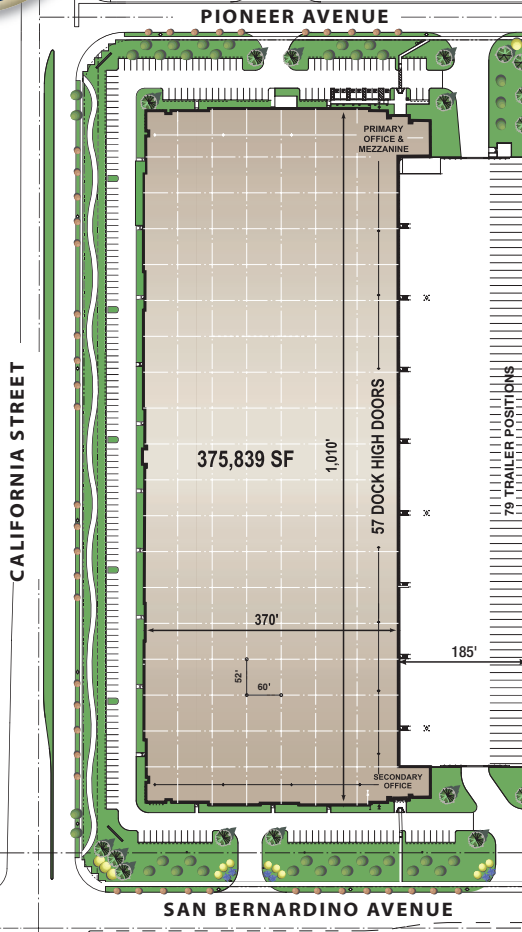 PIONEER AVENUE
PRIMARY
OFFICE &
MEZZANINE
CALIFORNIA STREET
375,839 SF
1,010'
57 DOCK HIGH DOORS
79 TRAILER POSITIONS
370'
185'
52'
60'
SECONDARY
OFFICE
SAN BERNARDINO AVENUE